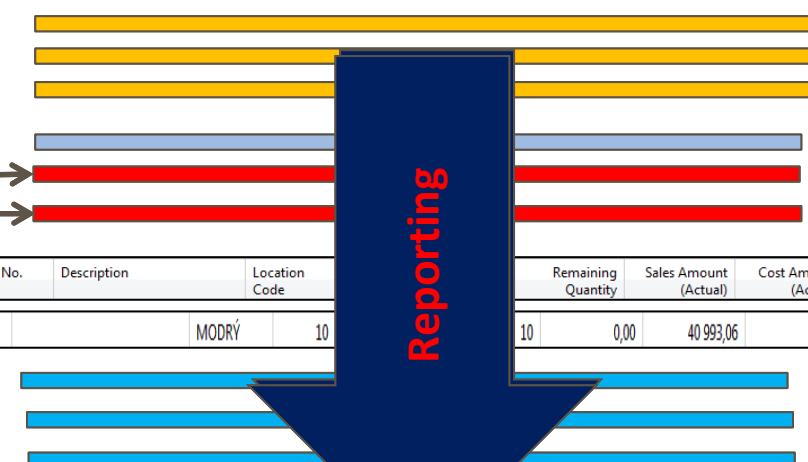 Reporting
No. Description Location Code Remaining Quantity Sales Amount (Actual) Cost Am
MODRÝ 10 10 0,00 40 993,06